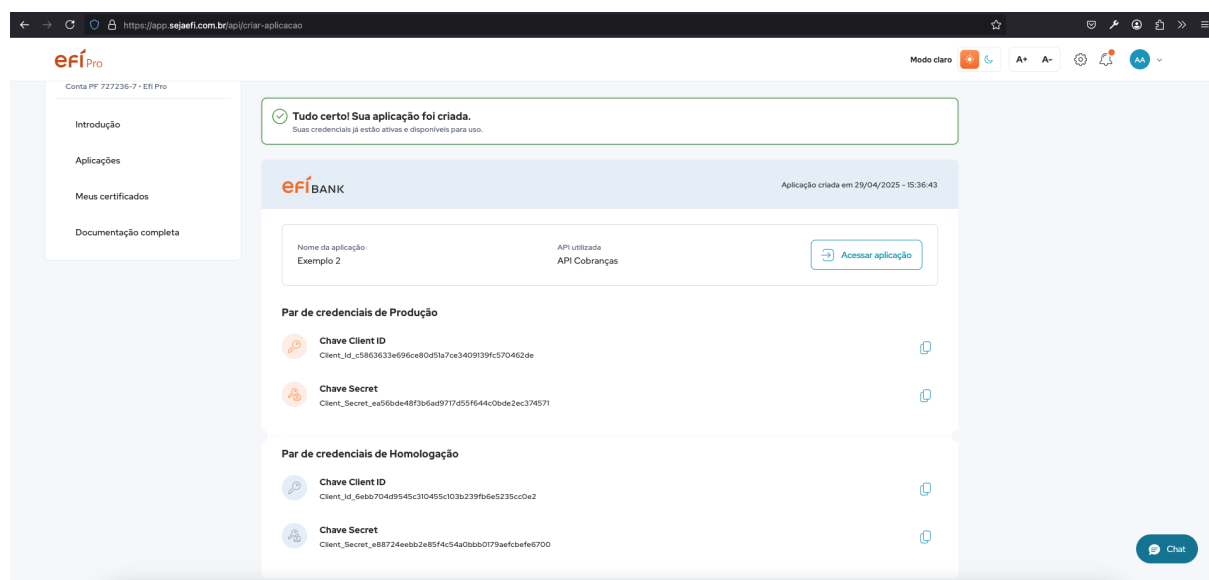 https://app.sejaefi.com.br/api/criar-aplicacao
efí Pro
Modo claro
A+ A-
AA
Conta PF 727236-7 • Efí Pro
Introdução
Aplicações
Meus certificados
Documentação completa
Tudo certo! Sua aplicação foi criada.
Suas credenciais já estão ativas e disponíveis para uso.
efí BANK
Aplicação criada em 29/04/2025 - 15:36:43
Nome da aplicação
Exemplo 2
API utilizada
API Cobranças
Acessar aplicação
Par de credenciais de Produção
Chave Client ID
Client_Id_c5863633e696ce80d51a7ce3409139fc570462de
Chave Secret
Client_Secret_ea56bde48f3b6ad9717d55f644c0bde2ec374571
Par de credenciais de Homologação
Chave Client ID
Client_Id_6ebb704d9545c310455c103b239fb6e5235cc0e2
Chave Secret
Client_Secret_e88724eebb2e85f4c54a0bbb0179aefcbefe6700
Chat